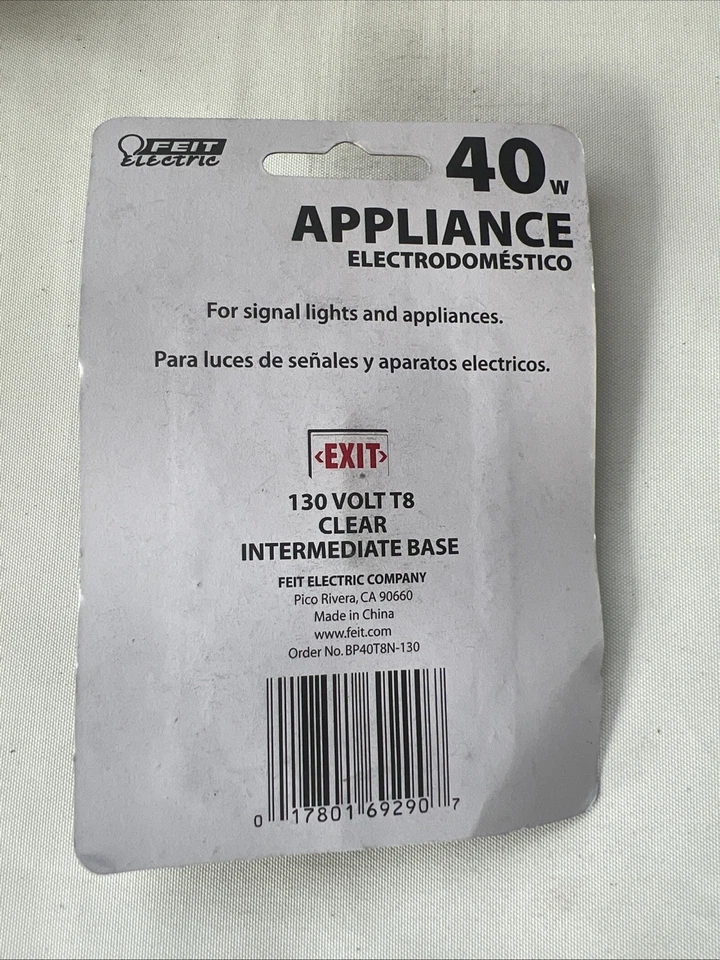 FEIT
Electric
40 W
APPLIANCE
ELECTRODOMÉSTICO
For signal lights and appliances.
Para luces de señales y aparatos electricos.
<EXIT>
130 VOLT T8
CLEAR
INTERMEDIATE BASE
FEIT ELECTRIC COMPANY
Pico Rivera, CA 90660
Made in China
www.feit.com
Order No. BP40T8N-130
0 17801 69290 7